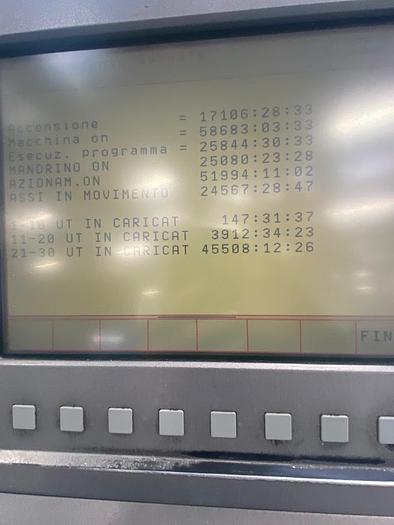 Accensione = 17106:28:33
Macchina on = 58683:03:33
Esecuz. programma = 25844:30:33
MANDRINO ON 25080:23:28
AZIONAM.ON 51994:11:02
ASSI IN MOVIMENTO 24567:28:47
UT IN CARICAT 147:31:37
11-20 UT IN CARICAT 3912:34:23
21-30 UT IN CARICAT 45508:12:26
FIN